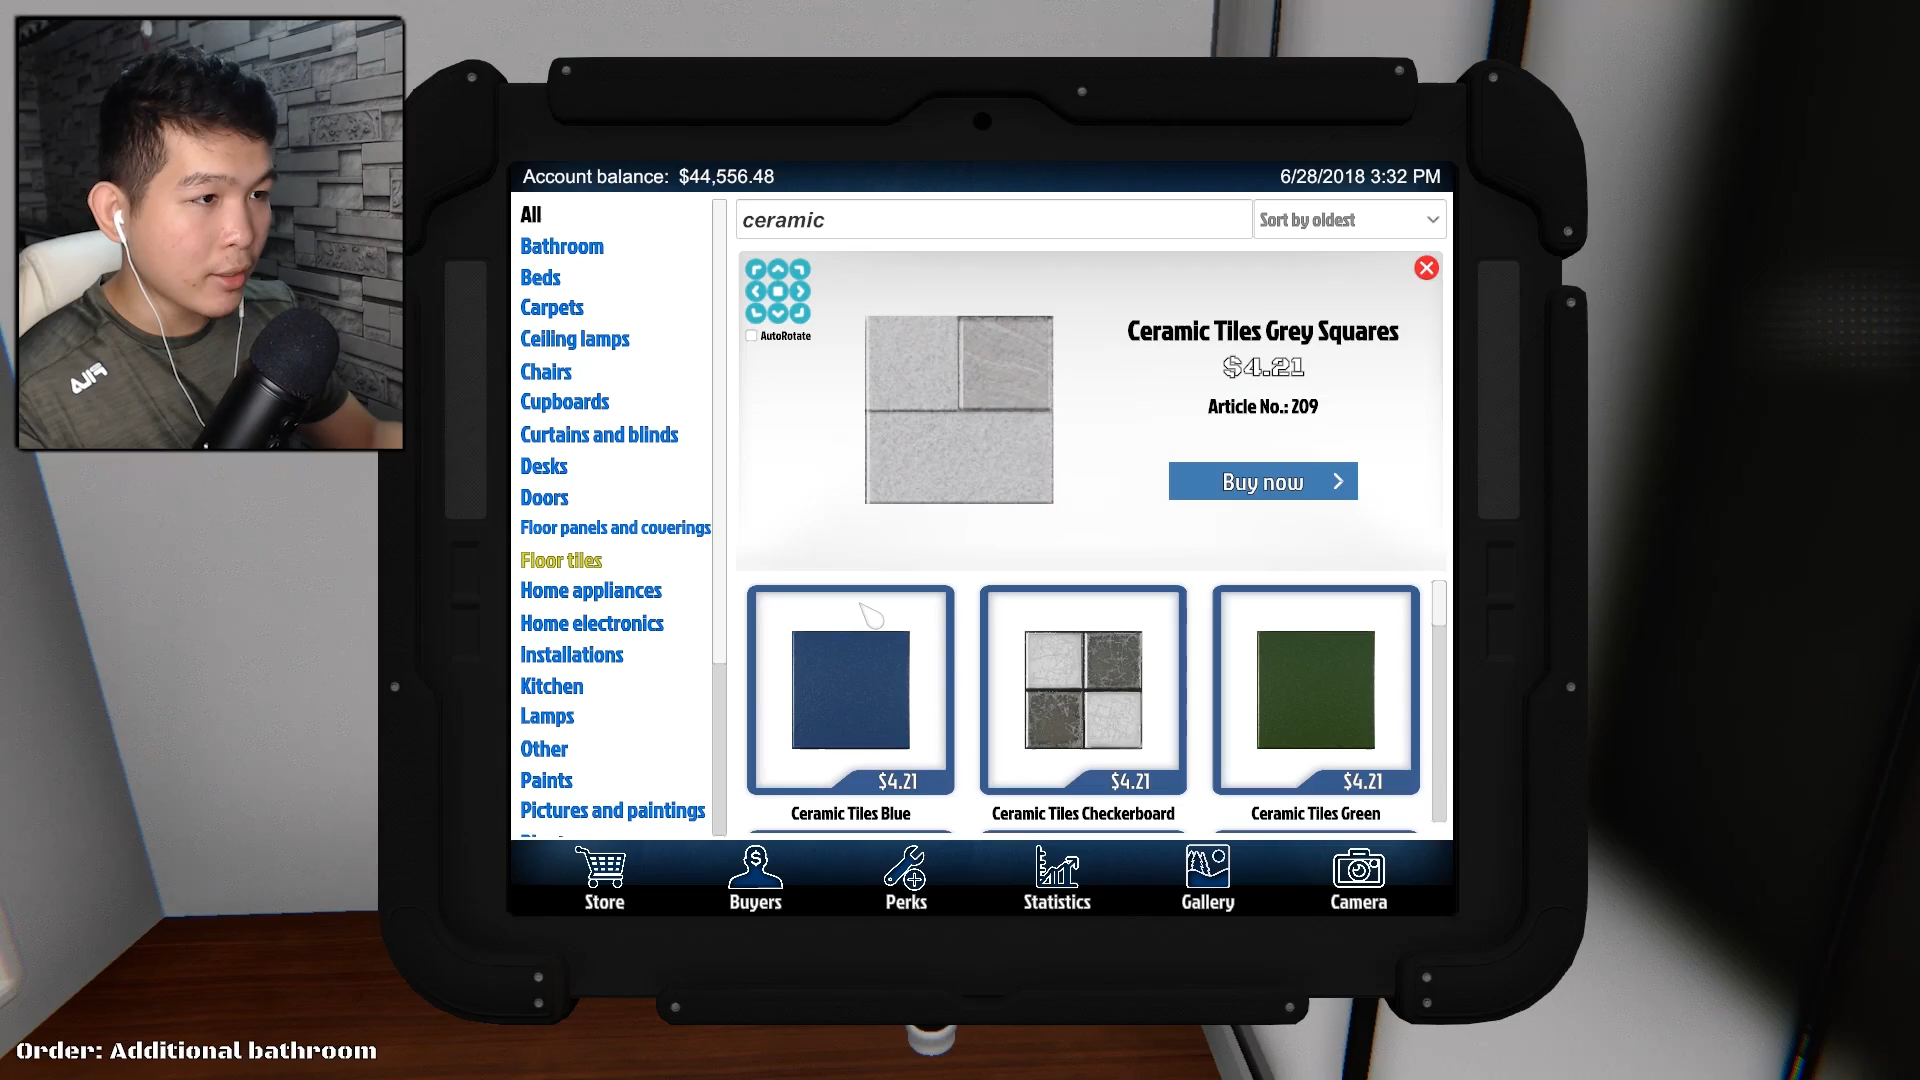 FILA
Account balance: $44,556.48
6/28/2018 3:32 PM
All
Bathroom
Beds
Carpets
Ceiling lamps
Chairs
Cupboards
Curtains and blinds
Desks
Doors
Floor panels and coverings
Floor tiles
Home appliances
Home electronics
Installations
Kitchen
Lamps
Other
Paints
Pictures and paintings
ceramic
Sort by oldest
AutoRotate
Ceramic Tiles Grey Squares
$4.21
Article No.: 209
Buy now
$4.21
$4.21
$4.21
Ceramic Tiles Blue
Ceramic Tiles Checkerboard
Ceramic Tiles Green
Store
Buyers
Perks
Statistics
Gallery
Camera
Order: Additional bathroom